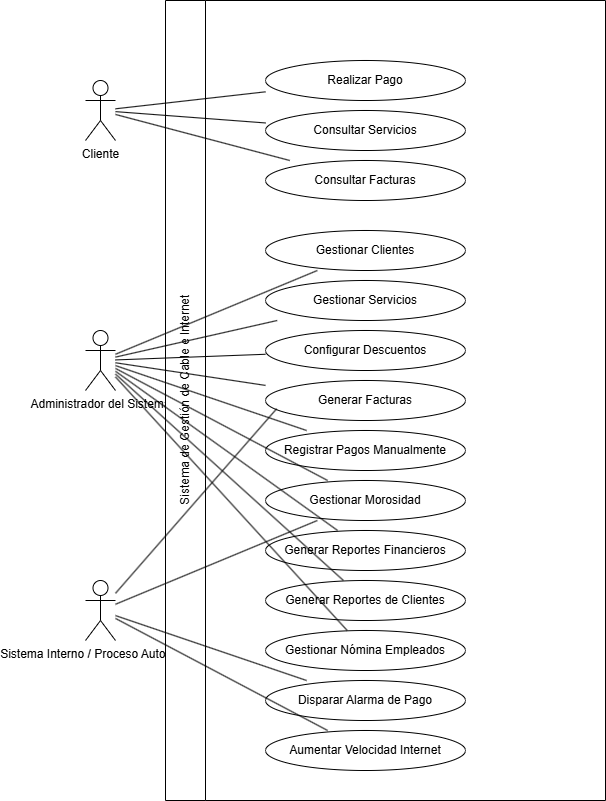 Realizar Pago
Consultar Servicios
Cliente
Consultar Facturas
Gestionar Clientes
Gestionar Servicios
Sistema de Gestión de Cable e Internet
Configurar Descuentos
Administrador del Sistem
Generar Facturas
Registrar Pagos Manualmente
Gestionar Morosidad
Generar Reportes Financieros
Generar Reportes de Clientes
Gestionar Nómina Empleados
Sistema Interno / Proceso Auto
Disparar Alarma de Pago
Aumentar Velocidad Internet